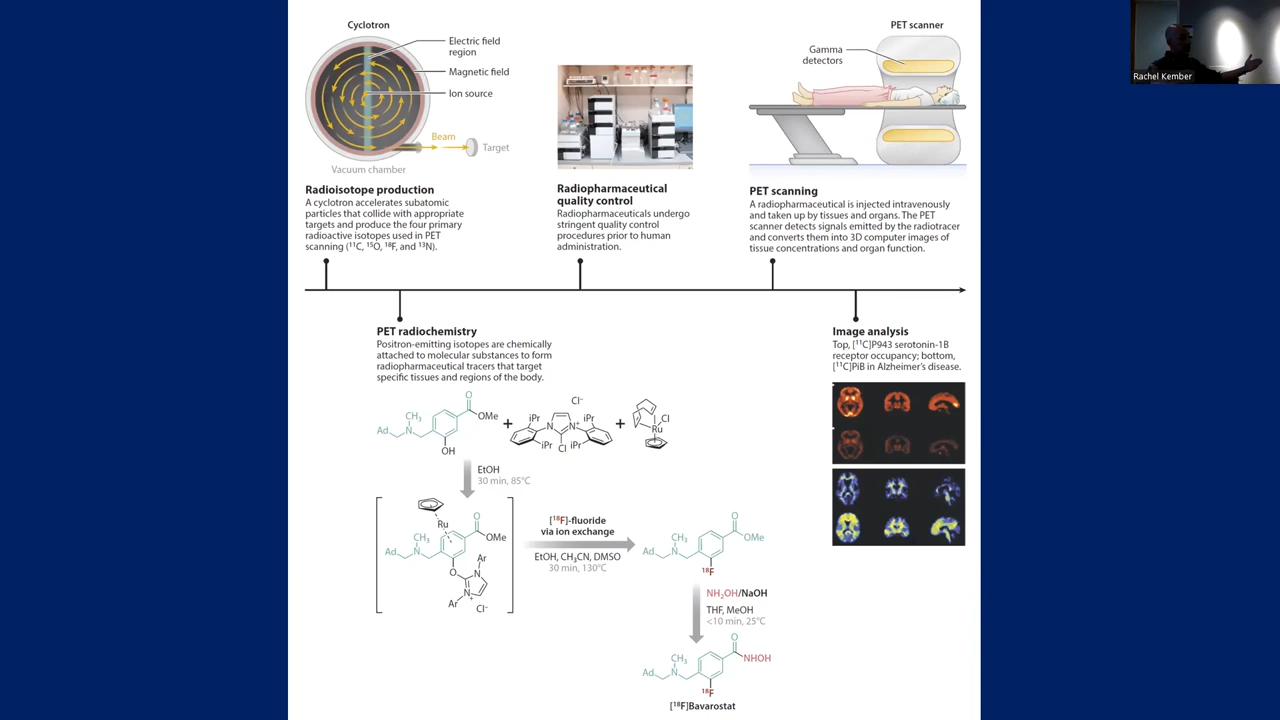 Cyclotron
Electric field
region
Magnetic field
Ion source
Beam
Target
Vacuum chamber
Radioisotope production
A cyclotron accelerates subatomic
particles that collide with appropriate
targets and produce the four primary
radioactive isotopes used in PET
scanning (¹¹C, ¹⁵O, ¹⁸F, and ¹³N).
Radiopharmaceutical
quality control
Radiopharmaceuticals undergo
stringent quality control
procedures prior to human
administration.
PET scanner
Gamma
detectors
PET scanning
A radiopharmaceutical is injected intravenously
and taken up by tissues and organs. The PET
scanner detects signals emitted by the radiotracer
and converts them into 3D computer images of
tissue concentrations and organ function.
Rachel Kember
PET radiochemistry
Positron-emitting isotopes are chemically
attached to molecular substances to form
radiopharmaceutical tracers that target
specific tissues and regions of the body.
Image analysis
Top, [¹¹C]P943 serotonin-1B
receptor occupancy; bottom,
[¹¹C]PiB in Alzheimer's disease.
O
CH₃
OMe
Ad
N
OH
+
Cl⁻
iPr
iPr
N
N⁺
iPr
Cl
iPr
+
Cl
Ru
EtOH
30 min, 85°C
Ru
O
CH₃
OMe
Ad
N
O
Ar
N
N⁺
Ar
Cl⁻
[¹⁸F]-fluoride
via ion exchange
EtOH, CH₃CN, DMSO
30 min, 130°C
O
CH₃
OMe
Ad
N
¹⁸F
NH₂OH/NaOH
THF, MeOH
<10 min, 25°C
O
CH₃
NHOH
Ad
N
¹⁸F
[¹⁸F]Bavarostat